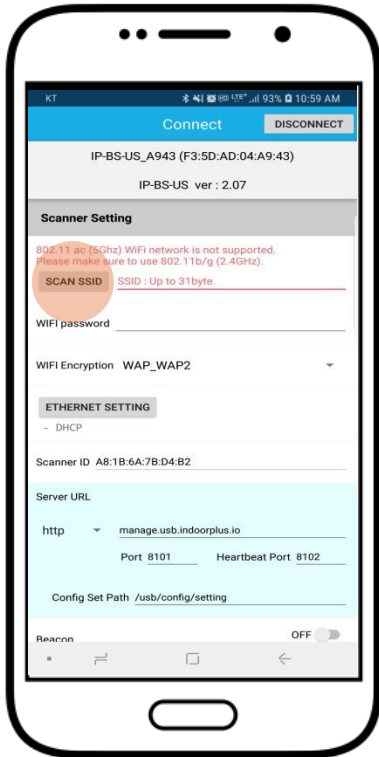 KT 93% 10:59 AM
Connect DISCONNECT
IP-BS-US_A943 (F3:5D:AD:04:A9:43)
IP-BS-US ver : 2.07
Scanner Setting
802.11 ac (5Ghz) WiFi network is not supported.
Please make sure to use 802.11b/g (2.4GHz).
SCAN SSID SSID : Up to 31byte.
WIFI password
WIFI Encryption WAP_WAP2
ETHERNET SETTING
- DHCP
Scanner ID A8:1B:6A:7B:D4:B2
Server URL
http manage.usb.indoorplus.io
Port 8101 Heartbeat Port 8102
Config Set Path /usb/config/setting
Beacon OFF